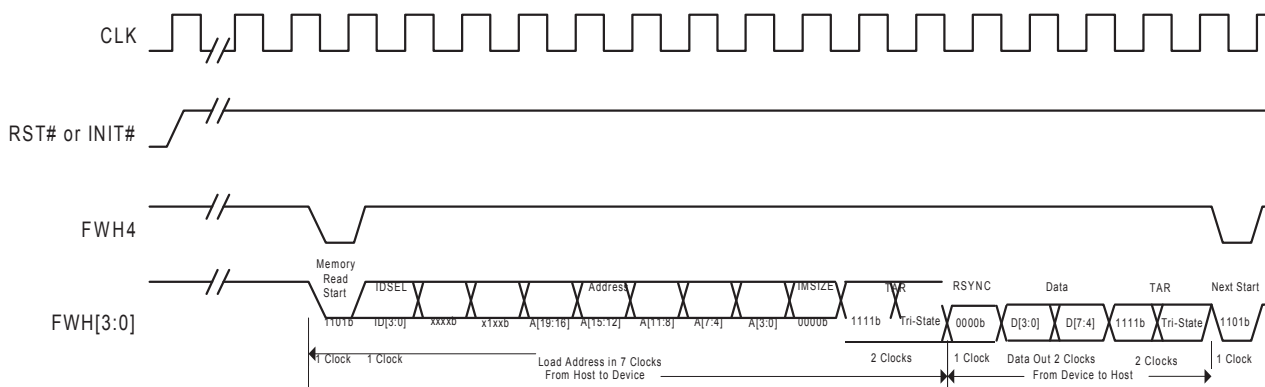 CLK
RST# or INIT#
FWH4
FWH[3:0]
Memory
Read
Start
IDSEL
Address
IMSIZE
TAR
RSYNC
Data
TAR
Next Start
1101b
ID[3:0]
xxxxb
x1xxb
A[19:16]
A[15:12]
A[11:8]
A[7:4]
A[3:0]
0000b
1111b
Tri-State
0000b
D[3:0]
D[7:4]
1111b
Tri-State
1101b
1 Clock
1 Clock
Load Address in 7 Clocks
2 Clocks
1 Clock
Data Out 2 Clocks
2 Clocks
1 Clock
From Host to Device
From Device to Host